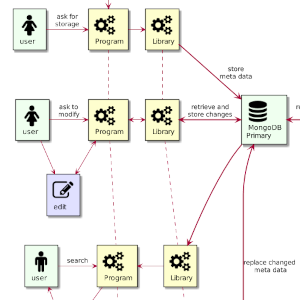 ask for
storage
user
Program
Library
store
meta data
ask to
modify
retrieve and
store changes
user
Program
Library
MongoDB
Primary
edit
search
user
Program
Library
replace changed
meta data